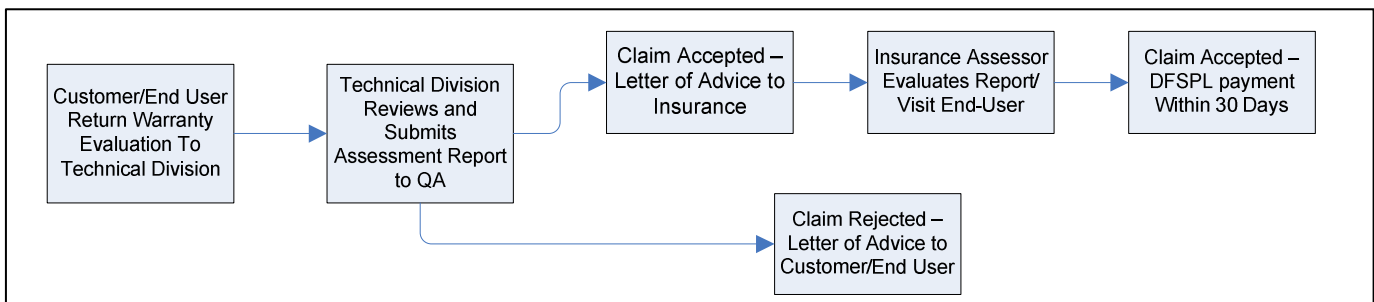 Customer/End User
Return Warranty
Evaluation To
Technical Division
Technical Division
Reviews and
Submits
Assessment Report
to QA
Claim Accepted –
Letter of Advice to
Insurance
Insurance Assessor
Evaluates Report/
Visit End-User
Claim Accepted –
DFSPL payment
Within 30 Days
Claim Rejected –
Letter of Advice to
Customer/End User